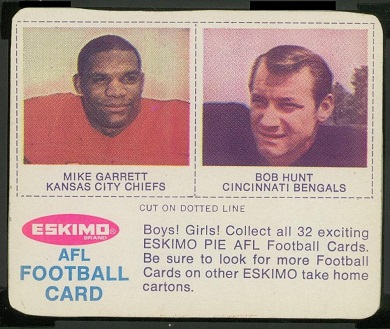 MIKE GARRETT
KANSAS CITY CHIEFS
BOB HUNT
CINCINNATI BENGALS
CUT ON DOTTED LINE
ESKIMO
BRAND
AFL
FOOTBALL
CARD
Boys! Girls! Collect all 32 exciting
ESKIMO PIE AFL Football Cards.
Be sure to look for more Football
Cards on other ESKIMO take home
cartons.